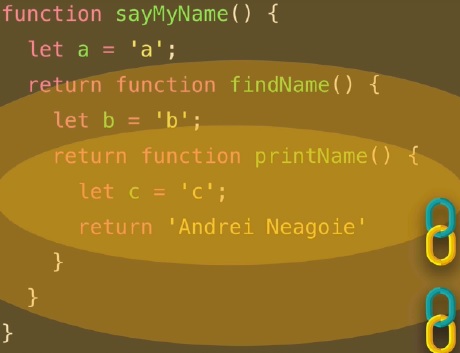 function sayMyName() {
let a = 'a';
return function findName() {
let b = 'b';
return function printName() {
let c = 'c';
return 'Andrei Neagoie'
}
}
}